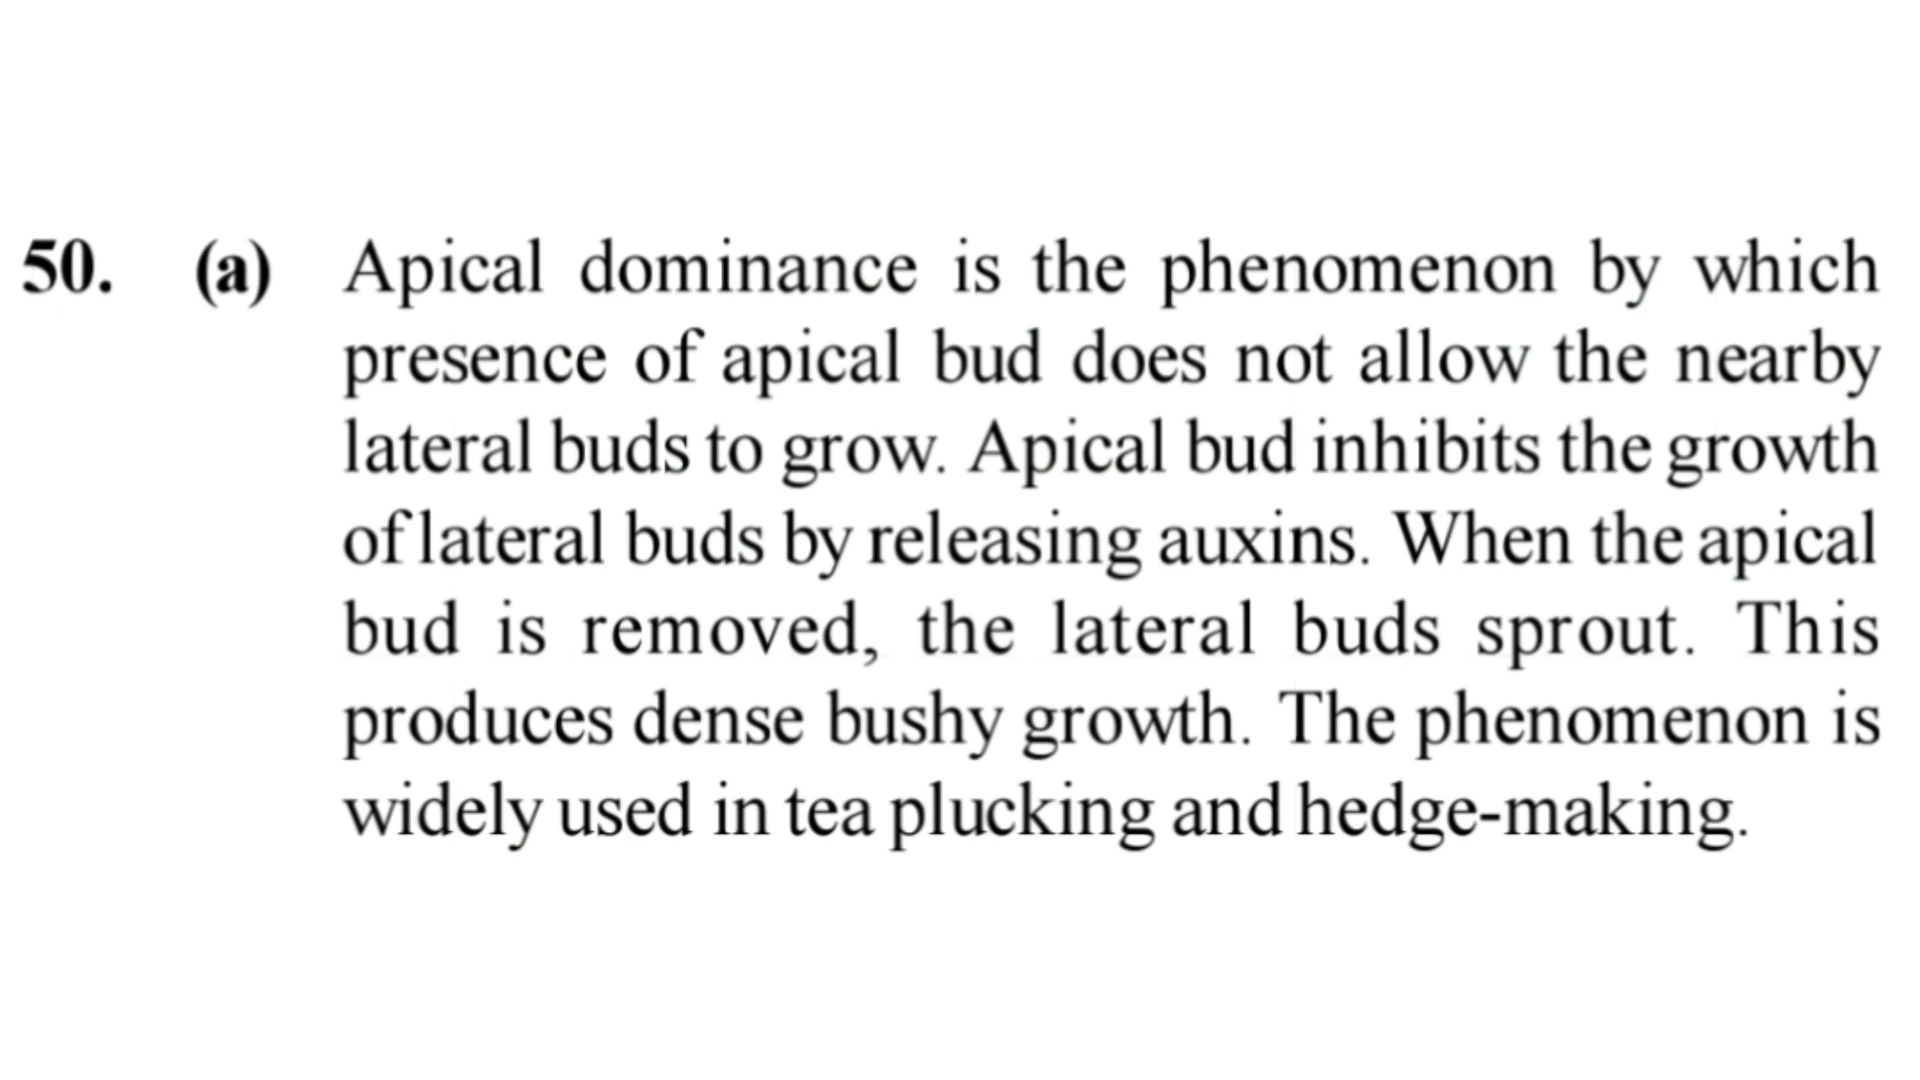 50. (a) Apical dominance is the phenomenon by which
presence of apical bud does not allow the nearby
lateral buds to grow. Apical bud inhibits the growth
of lateral buds by releasing auxins. When the apical
bud is removed, the lateral buds sprout. This
produces dense bushy growth. The phenomenon is
widely used in tea plucking and hedge-making.